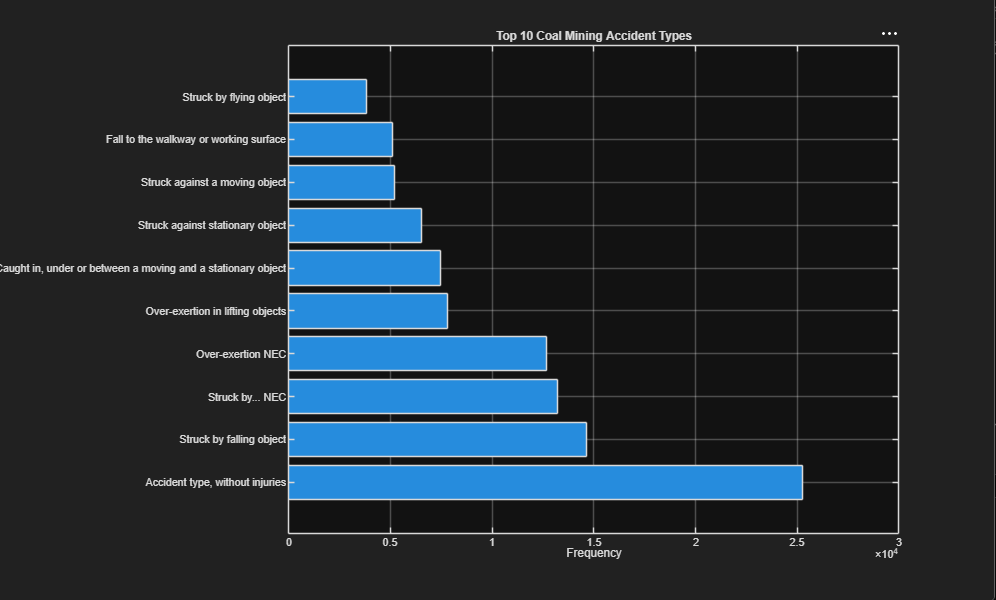 Top 10 Coal Mining Accident Types
Struck by flying object
Fall to the walkway or working surface
Struck against a moving object
Struck against stationary object
Caught in, under or between a moving and a stationary object
Over-exertion in lifting objects
Over-exertion NEC
Struck by... NEC
Struck by falling object
Accident type, without injuries
0 0.5 1 1.5 2 2.5 3
Frequency
×10⁴